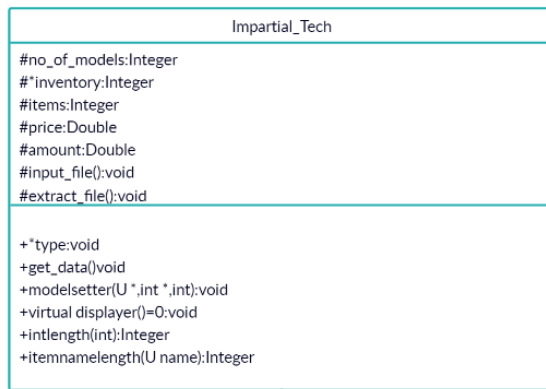 Impartial_Tech
#no_of_models:Integer
#*inventory:Integer
#items:Integer
#price:Double
#amount:Double
#input_file():void
#extract_file():void
+*type:void
+get_data()void
+modelsetter(U *,int *,int):void
+virtual displayer()=0:void
+intlength(int):Integer
+itemnamelength(U name):Integer